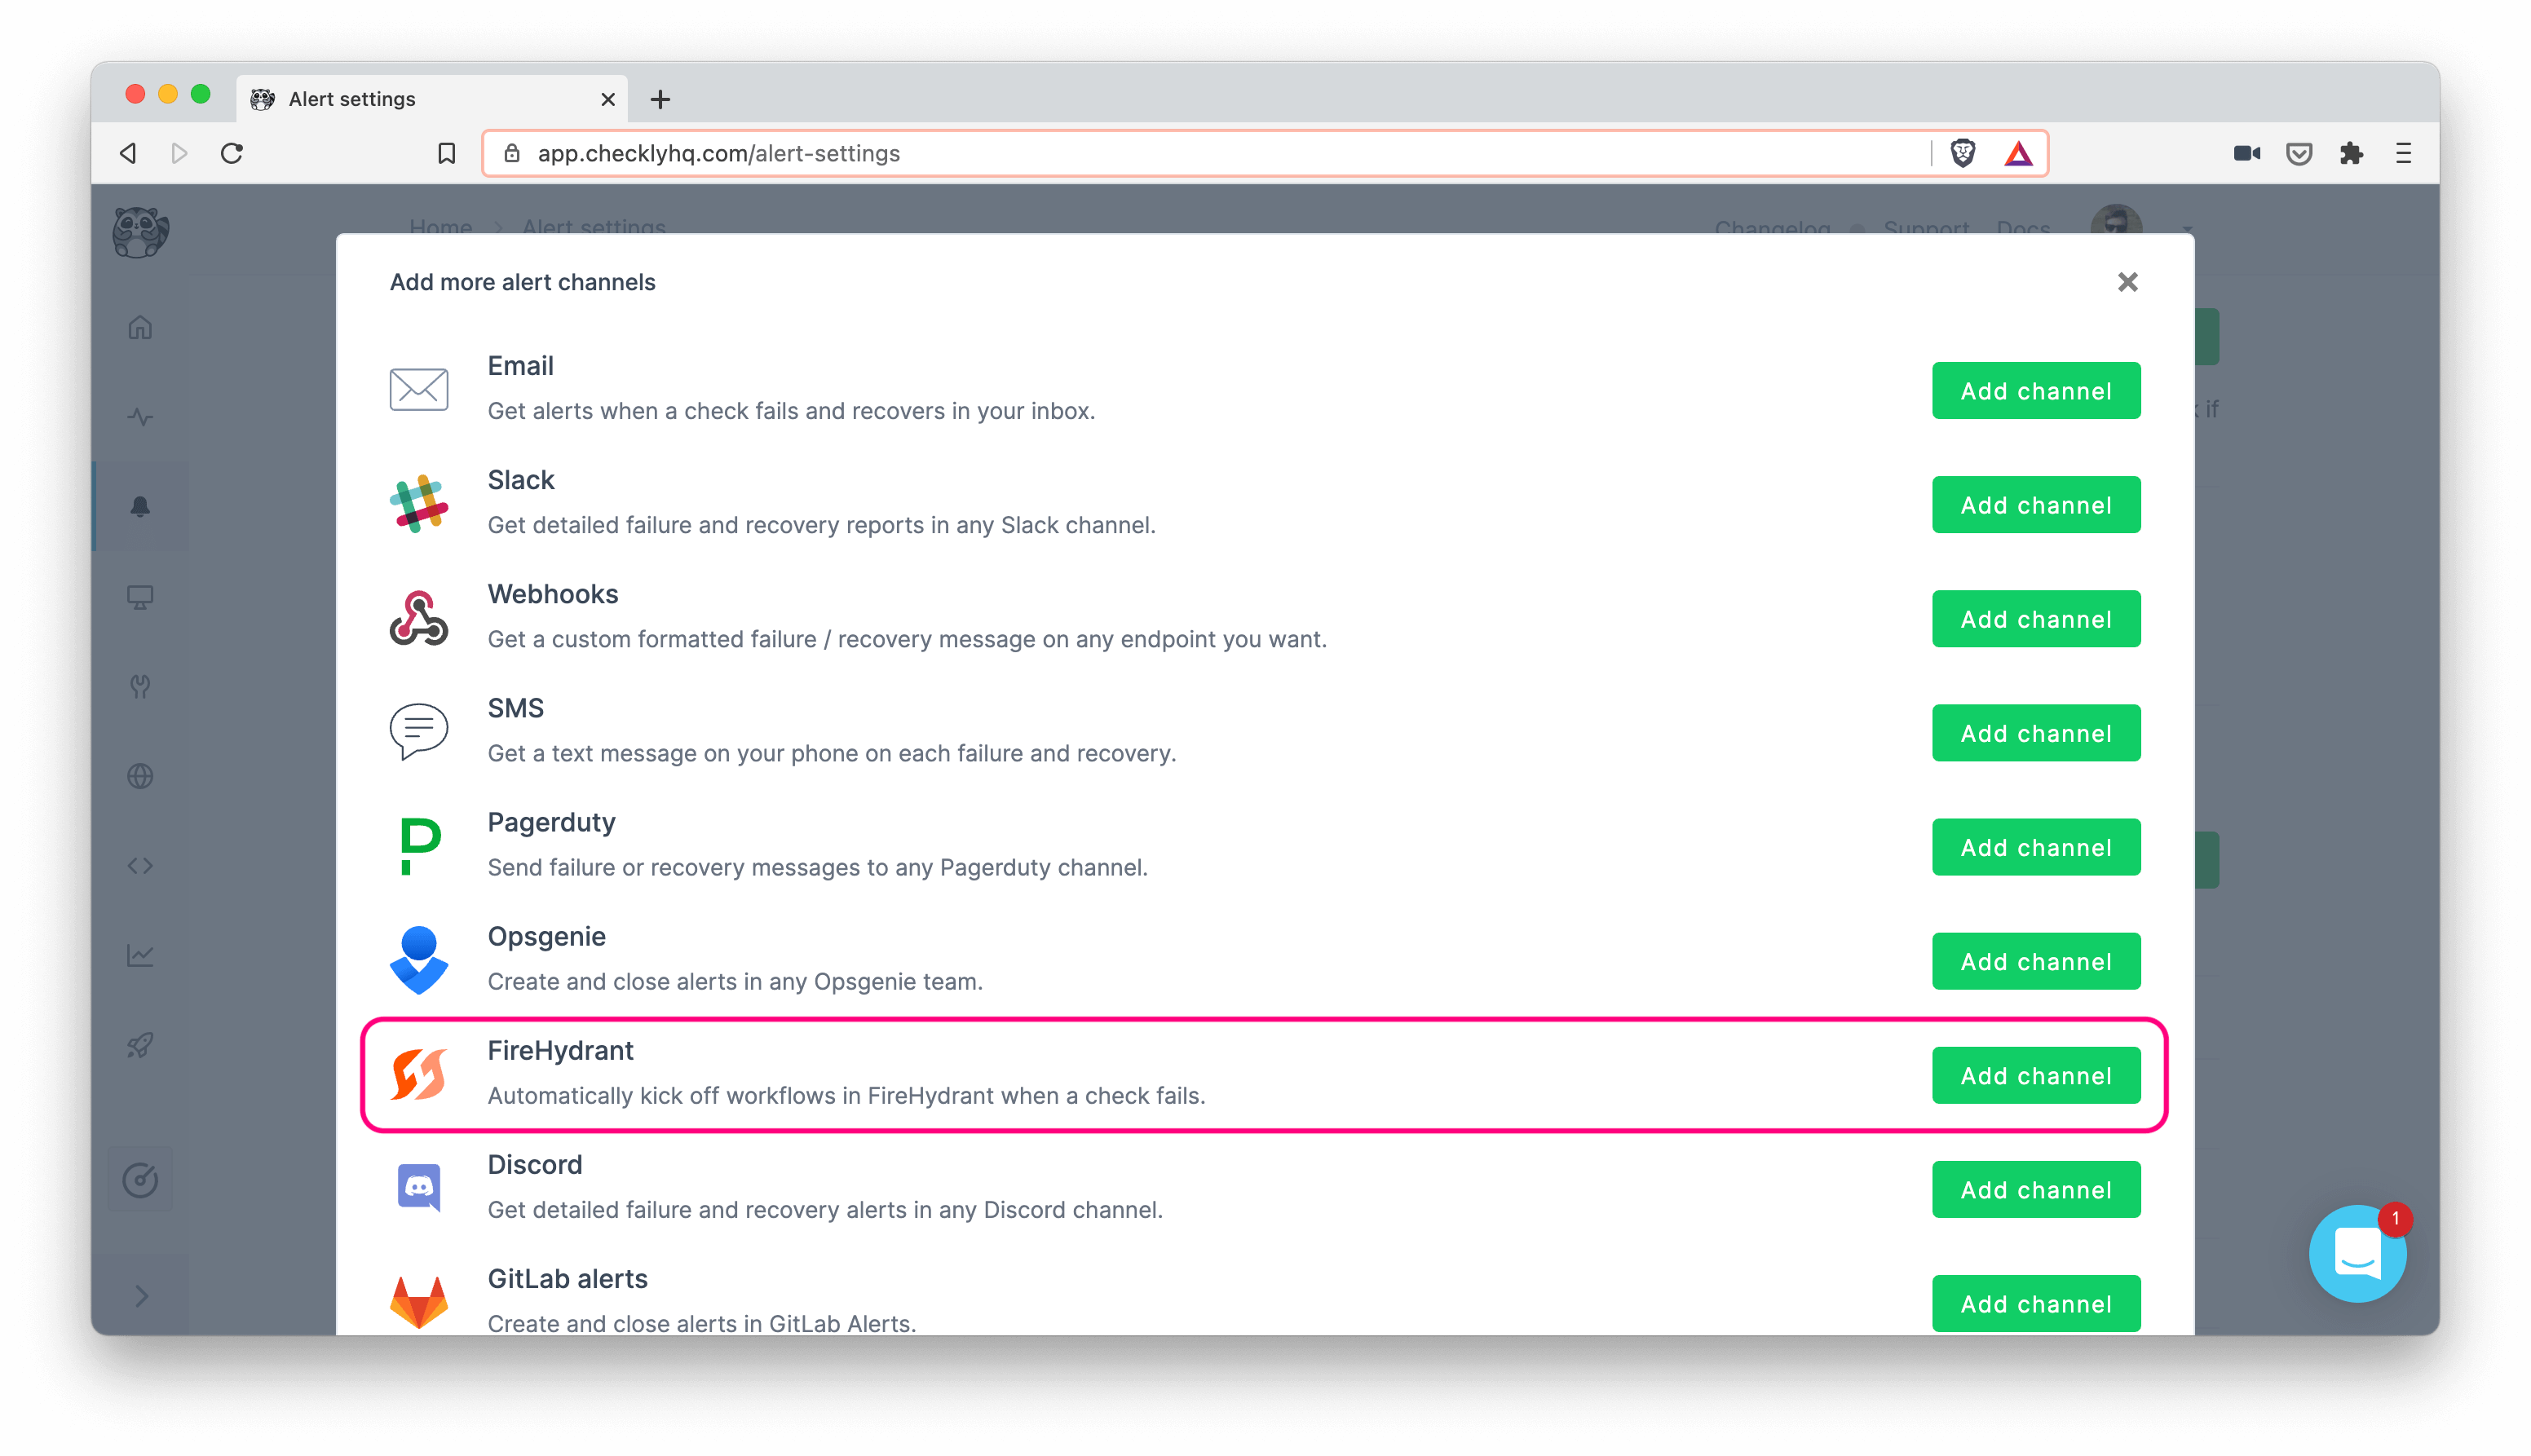 Alert settings
app.checklyhq.com/alert-settings
Home > Alert settings
Changelog Support Docs
Add more alert channels
Email
Get alerts when a check fails and recovers in your inbox.
Add channel
if
Slack
Get detailed failure and recovery reports in any Slack channel.
Add channel
Webhooks
Get a custom formatted failure / recovery message on any endpoint you want.
Add channel
SMS
Get a text message on your phone on each failure and recovery.
Add channel
Pagerduty
Send failure or recovery messages to any Pagerduty channel.
Add channel
Opsgenie
Create and close alerts in any Opsgenie team.
Add channel
FireHydrant
Automatically kick off workflows in FireHydrant when a check fails.
Add channel
Discord
Get detailed failure and recovery alerts in any Discord channel.
Add channel
1
GitLab alerts
Create and close alerts in GitLab Alerts.
Add channel